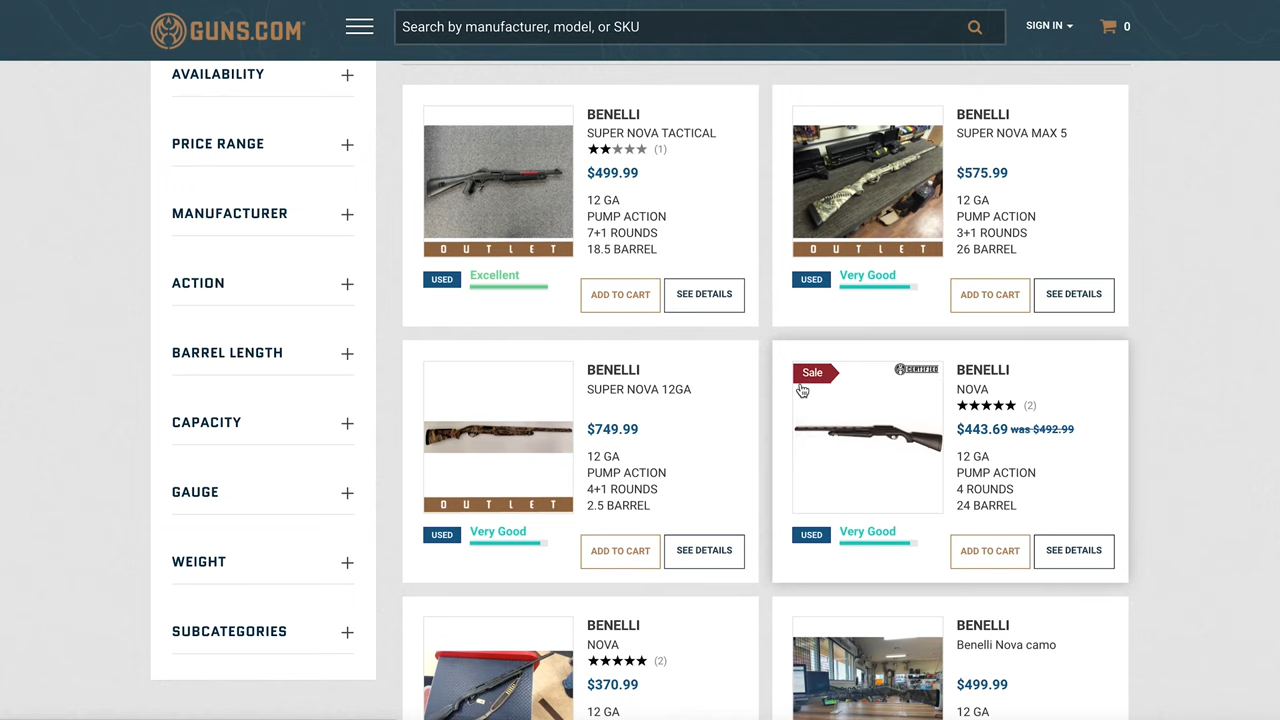 GUNS.COM
Search by manufacturer, model, or SKU
SIGN IN
0
AVAILABILITY
PRICE RANGE
MANUFACTURER
ACTION
BARREL LENGTH
CAPACITY
GAUGE
WEIGHT
SUBCATEGORIES
BENELLI
SUPER NOVA TACTICAL
(1)
$499.99
12 GA
PUMP ACTION
7+1 ROUNDS
18.5 BARREL
OUTLET
USED
Excellent
ADD TO CART
SEE DETAILS
BENELLI
SUPER NOVA MAX 5
$575.99
12 GA
PUMP ACTION
3+1 ROUNDS
26 BARREL
OUTLET
USED
Very Good
ADD TO CART
SEE DETAILS
BENELLI
SUPER NOVA 12GA
$749.99
12 GA
PUMP ACTION
4+1 ROUNDS
2.5 BARREL
OUTLET
USED
Very Good
ADD TO CART
SEE DETAILS
Sale
CERTIFIED
BENELLI
NOVA
(2)
$443.69 was $492.99
12 GA
PUMP ACTION
4 ROUNDS
24 BARREL
USED
Very Good
ADD TO CART
SEE DETAILS
BENELLI
NOVA
(2)
$370.99
12 GA
BENELLI
Benelli Nova camo
$499.99
12 GA